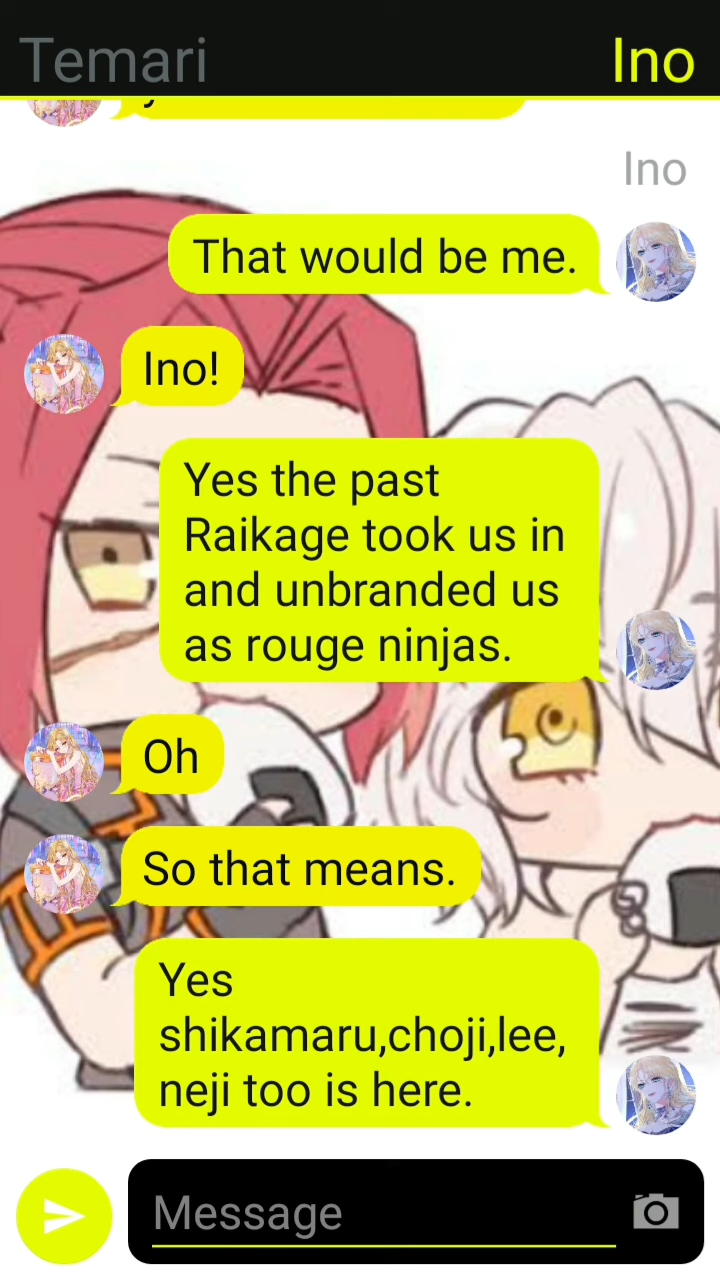 Temari
Ino
Ino
That would be me.
Ino!
Yes the past
Raikage took us in
and unbranded us
as rouge ninjas.
Oh
So that means.
Yes
shikamaru,choji,lee,
neji too is here.
Message